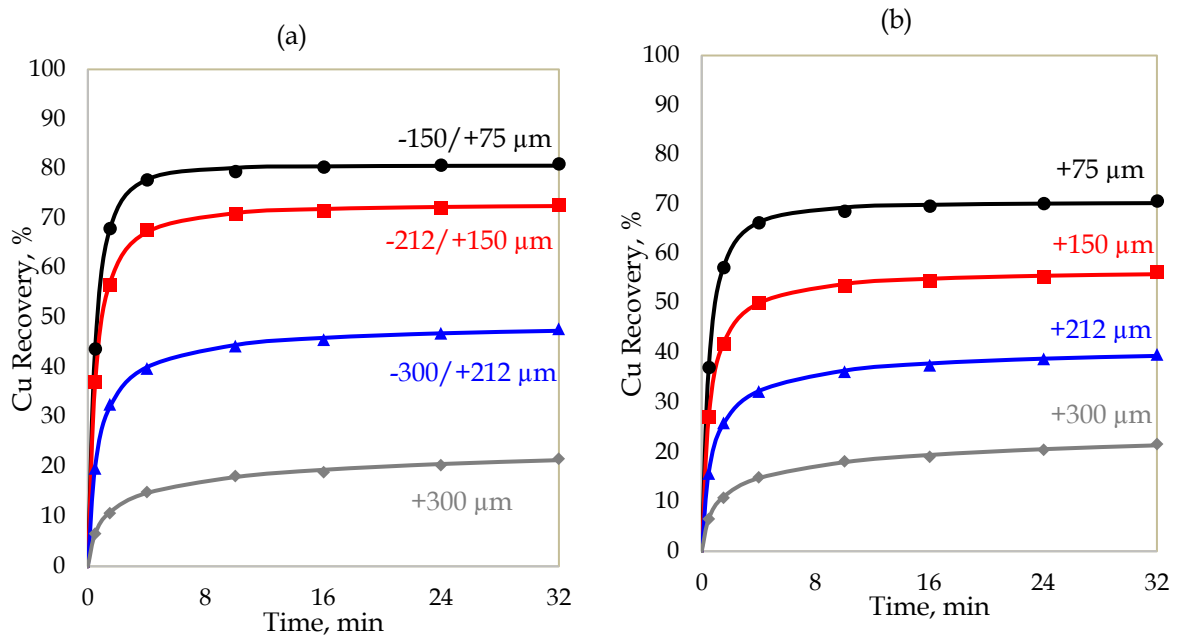 (a)
100
90
80
70
60
50
40
30
20
10
0
Cu Recovery, %
-150/+75 µm
-212/+150 µm
-300/+212 µm
+300 µm
0 8 16 24 32
Time, min
(b)
100
90
80
70
60
50
40
30
20
10
0
Cu Recovery, %
+75 µm
+150 µm
+212 µm
+300 µm
0 8 16 24 32
Time, min